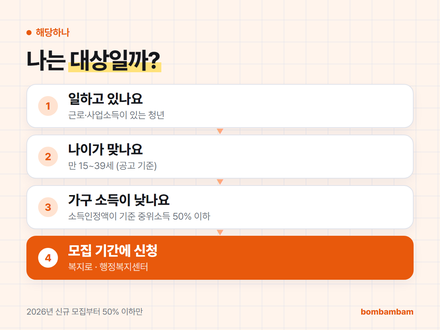 해당하나
나는 대상일까?
1
일하고 있나요
근로·사업소득이 있는 청년
2
나이가 맞나요
만 15~39세 (공고 기준)
3
가구 소득이 낮나요
소득인정액이 기준 중위소득 50% 이하
4
모집 기간에 신청
복지로 · 행정복지센터
2026년 신규 모집부터 50% 이하만
bombambam